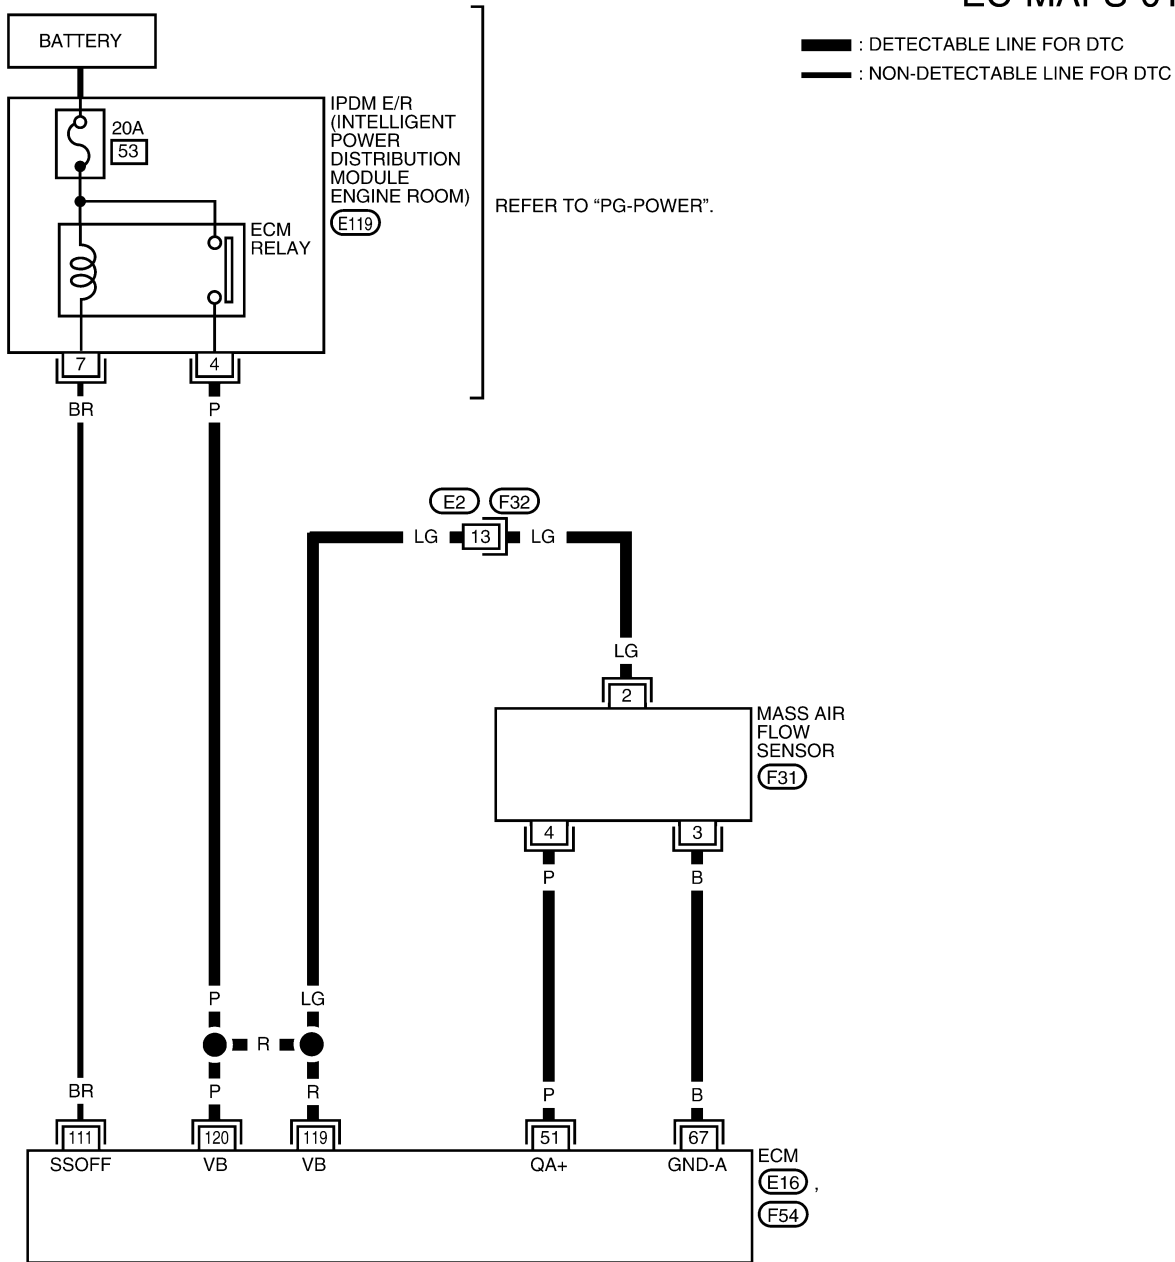 BATTERY
: DETECTABLE LINE FOR DTC
: NON-DETECTABLE LINE FOR DTC
20A
53
IPDM E/R
(INTELLIGENT
POWER
DISTRIBUTION
MODULE
ENGINE ROOM)
E119
REFER TO “PG-POWER”.
ECM
RELAY
7
4
BR
P
E2
F32
LG
13
LG
LG
2
MASS AIR
FLOW
SENSOR
F31
4
3
P
B
P
LG
R
BR
P
R
P
B
111
120
119
51
67
SSOFF
VB
VB
QA+
GND-A
ECM
E16 ,
F54